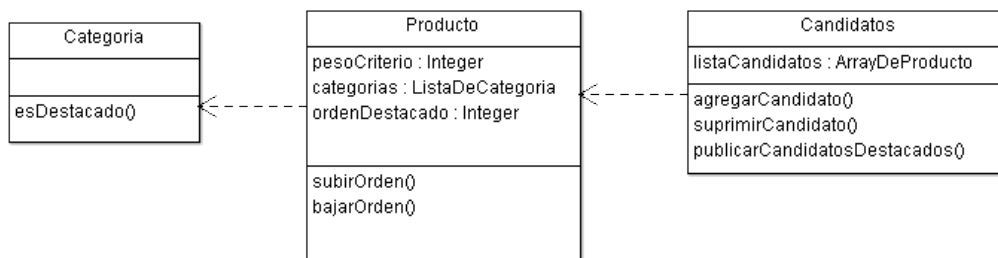 Categoria
esDestacado()
Producto
pesoCriterio : Integer
categorias : ListaDeCategoria
ordenDestacado : Integer
subirOrden()
bajarOrden()
Candidatos
listaCandidatos : ArrayDeProducto
agregarCandidato()
suprimirCandidato()
publicarCandidatosDestacados()